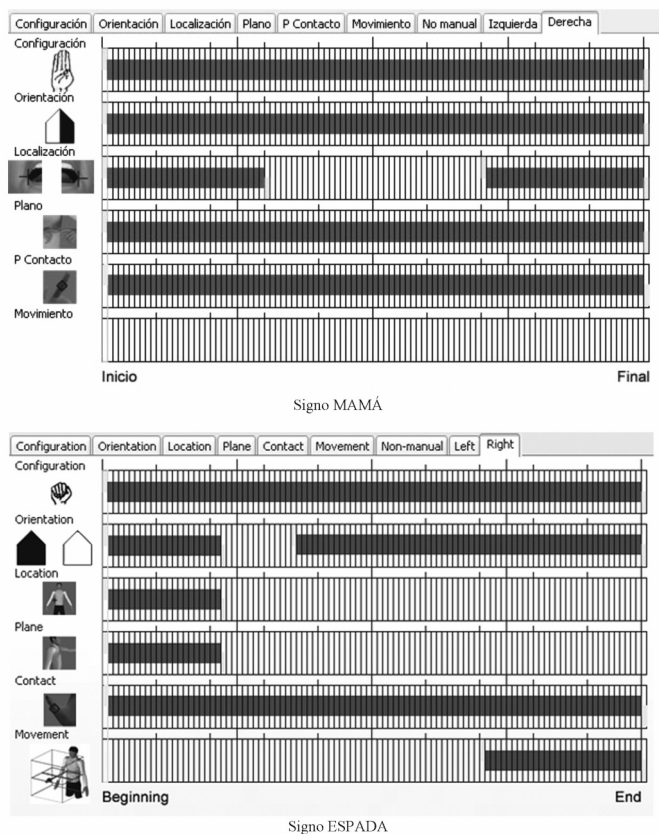 Configuración Orientación Localización Plano P Contacto Movimiento No manual Izquierda Derecha
Configuración
Orientación
Localización
Plano
P Contacto
Movimiento
Inicio Final
Signo MAMÁ
Configuration Orientation Location Plane Contact Movement Non-manual Left Right
Configuration
Orientation
Location
Plane
Contact
Movement
Beginning End
Signo ESPADA